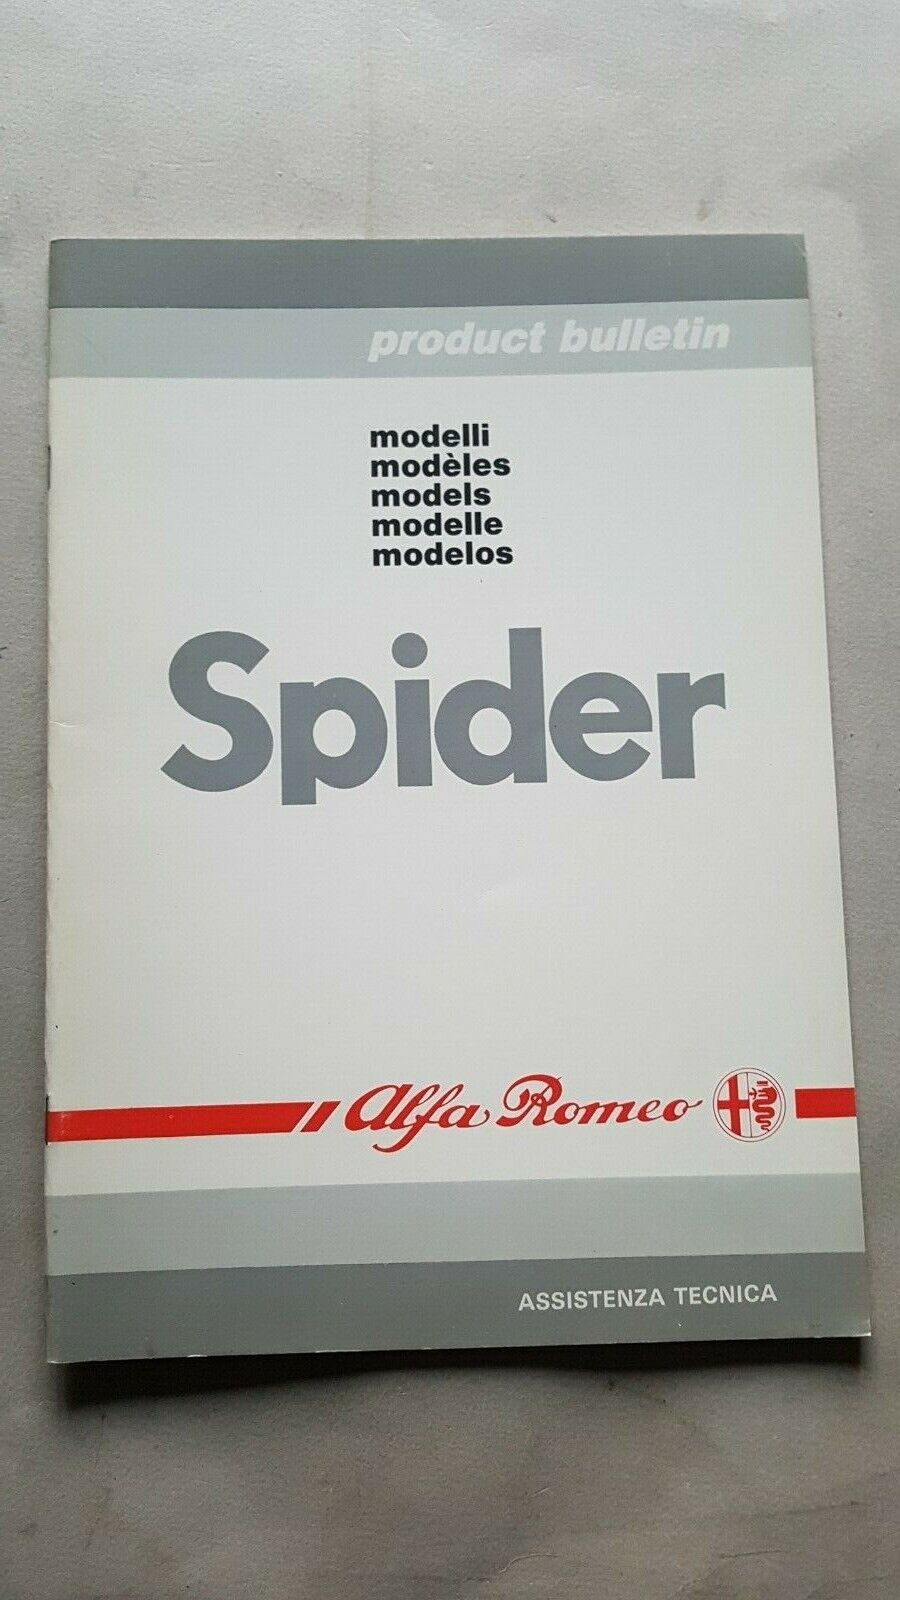 product bulletin
modelli
modèles
models
modelle
modelos
Spider
Alfa Romeo
ASSISTENZA TECNICA